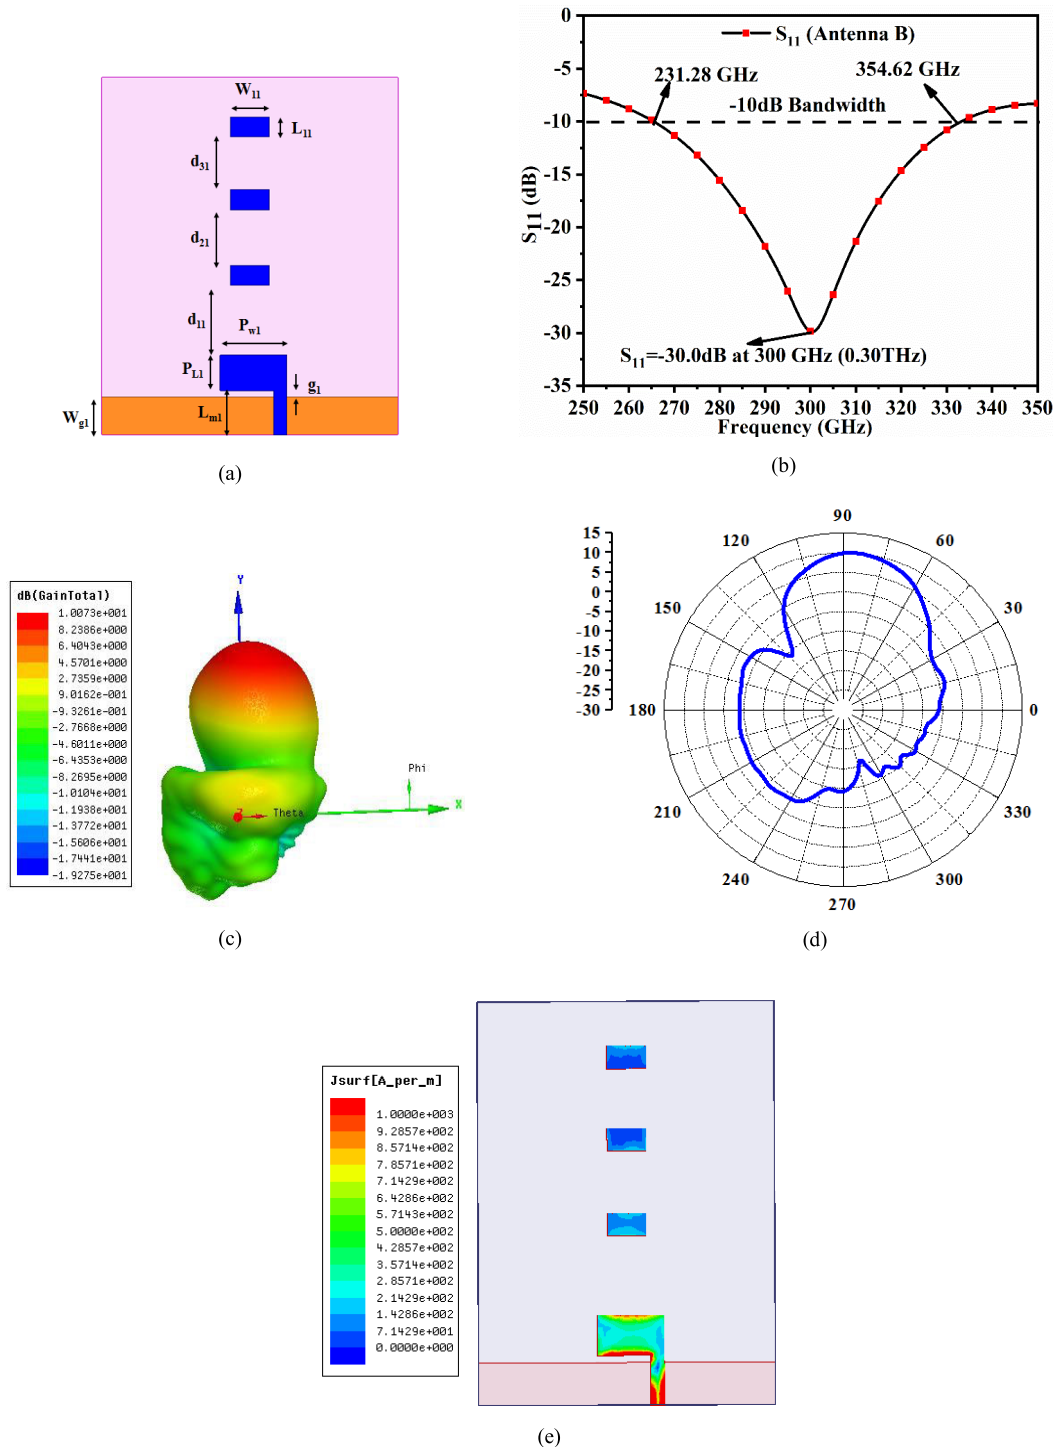 W11
L11
d31
d21
d11
Pw1
PL1
g1
Lm1
Wg1
(a)
0
-5
-10
-15
-20
-25
-30
-35
S11 (dB)
S11 (Antenna B)
231.28 GHz
354.62 GHz
-10dB Bandwidth
S11=-30.0dB at 300 GHz (0.30THz)
250 260 270 280 290 300 310 320 330 340 350
Frequency (GHz)
(b)
dB(GainTotal)
1.0073e+001
8.2386e+000
6.4043e+000
4.5701e+000
2.7359e+000
9.0162e-001
-9.3261e-001
-2.7668e+000
-4.6011e+000
-6.4353e+000
-8.2695e+000
-1.0104e+001
-1.1938e+001
-1.3772e+001
-1.5606e+001
-1.7441e+001
-1.9275e+001
Y
Phi
X
Z
Theta
(c)
15
10
5
0
-5
-10
-15
-20
-25
-30
90
60
30
0
330
300
270
240
210
180
150
120
(d)
Jsurf[A_per_m]
1.0000e+003
9.2857e+002
8.5714e+002
7.8571e+002
7.1429e+002
6.4286e+002
5.7143e+002
5.0000e+002
4.2857e+002
3.5714e+002
2.8571e+002
2.1429e+002
1.4286e+002
7.1429e+001
0.0000e+000
(e)